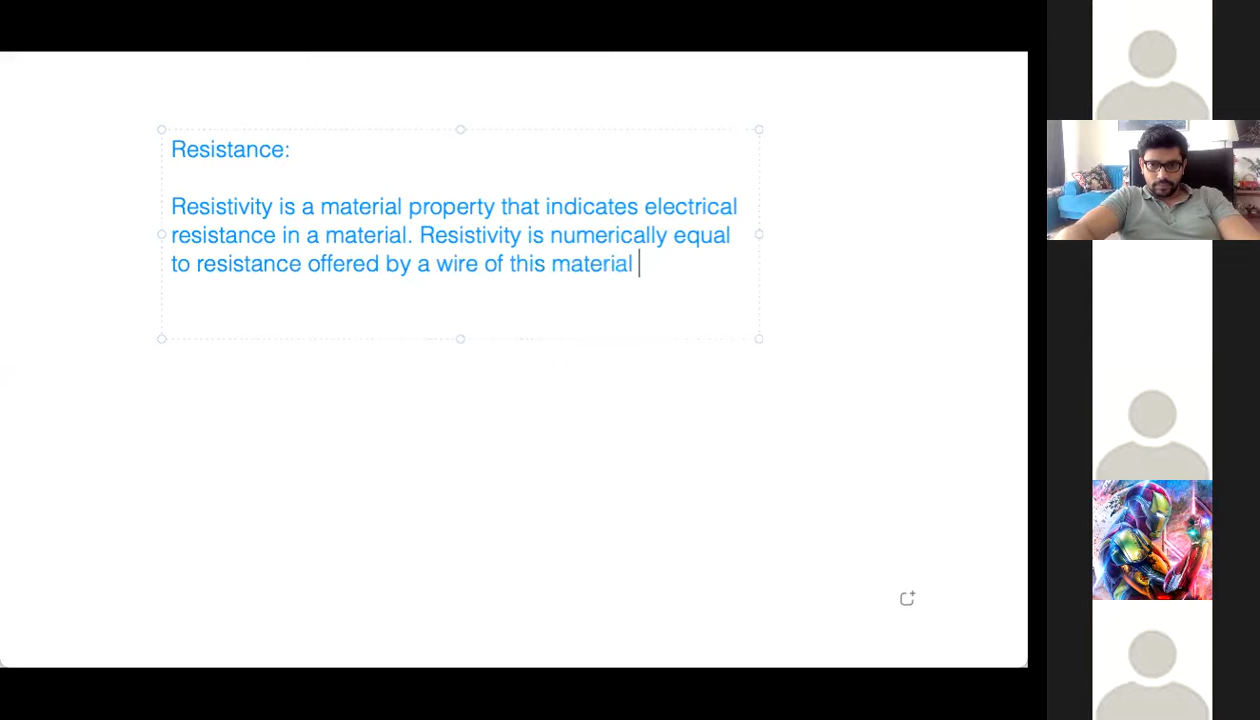 Resistance:
Resistivity is a material property that indicates electrical
resistance in a material. Resistivity is numerically equal
to resistance offered by a wire of this material